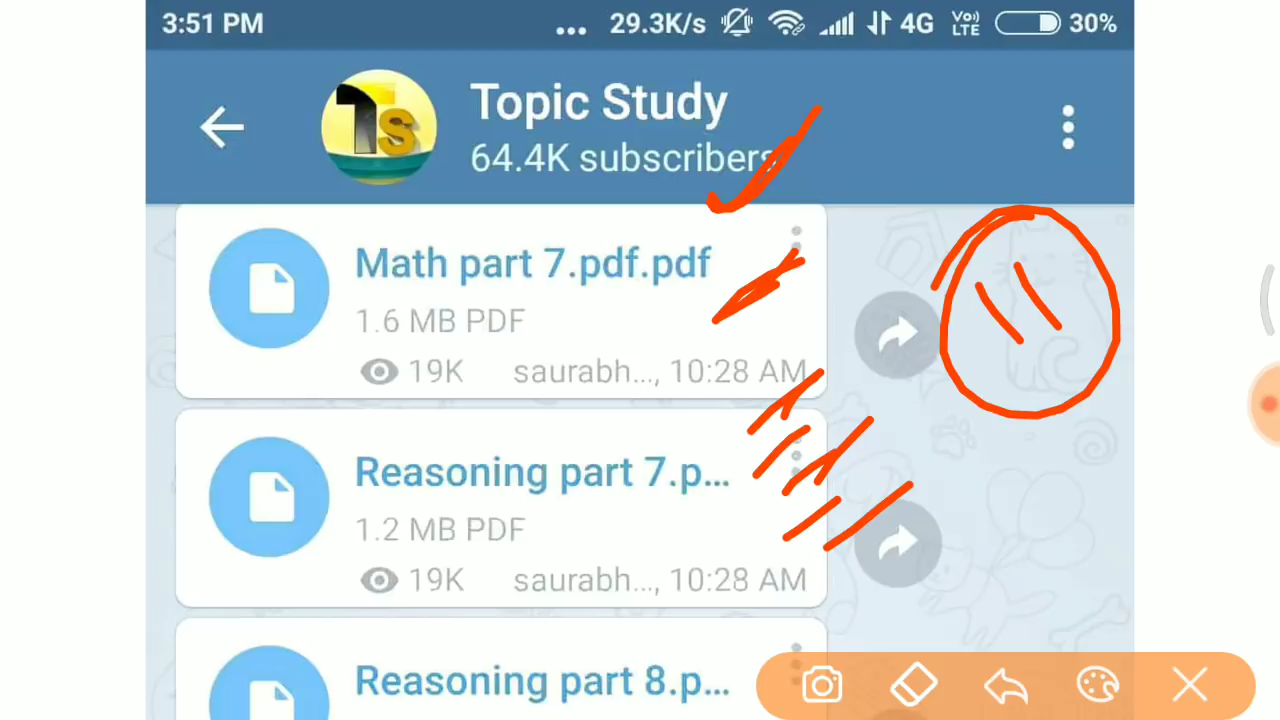 3:51 PM ... 29.3K/s 4G Vo) LTE 30%
Ts
Topic Study
64.4K subscribers
Math part 7.pdf.pdf
1.6 MB PDF
19K saurabh..., 10:28 AM
Reasoning part 7.p...
1.2 MB PDF
19K saurabh..., 10:28 AM
Reasoning part 8.p...